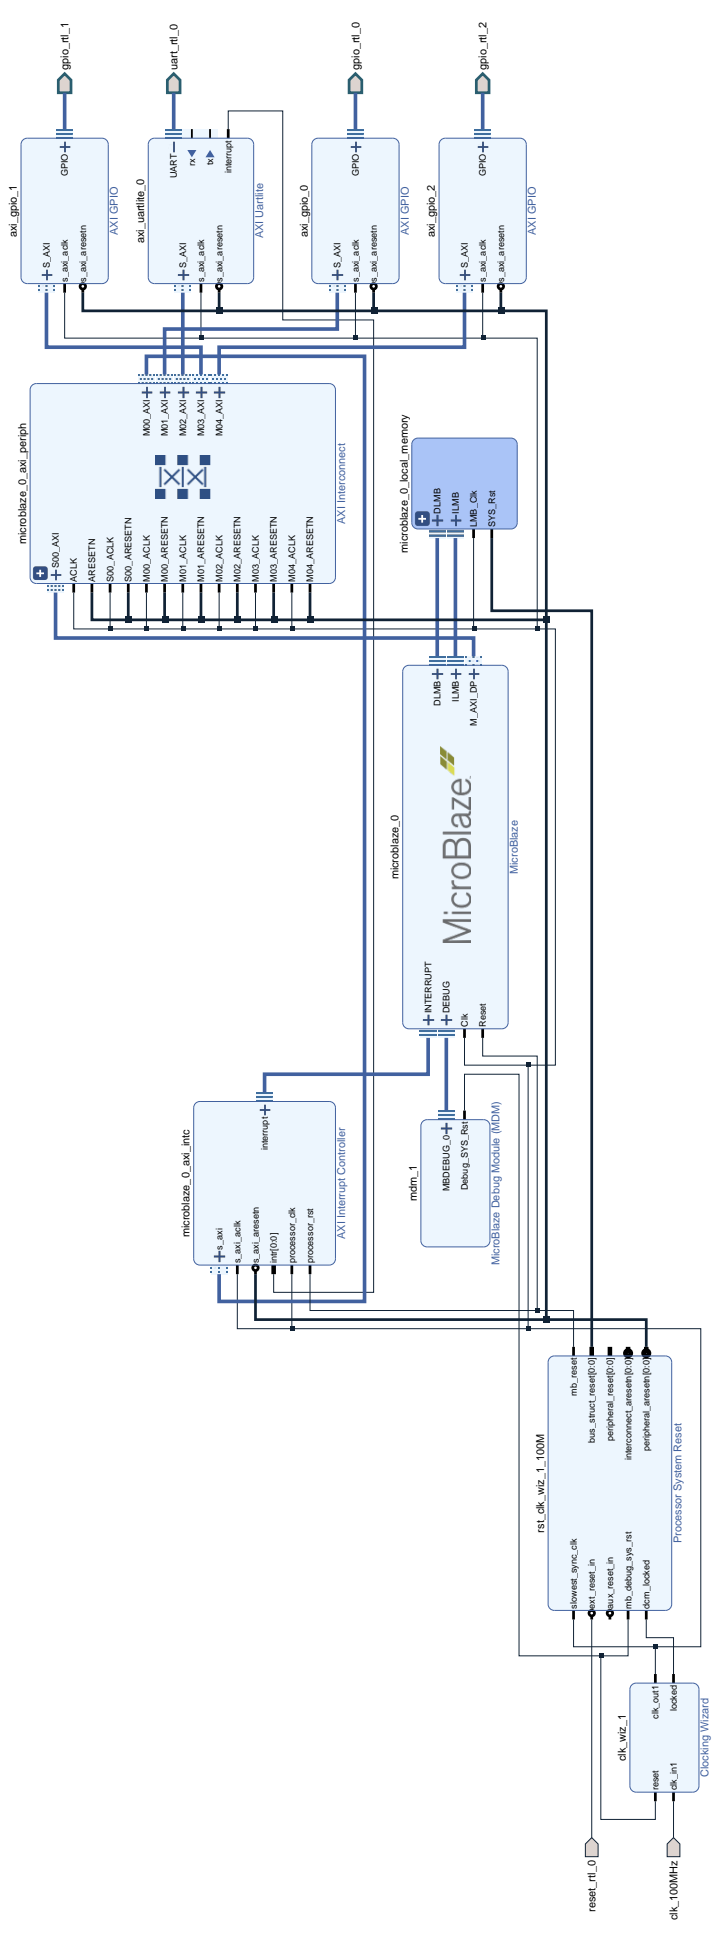 reset_rtl_0
clk_100MHz
clk_wiz_1
reset
clk_in1
clk_out1
locked
Clocking Wizard
rst_clk_wiz_1_100M
slowest_sync_clk
ext_reset_in
aux_reset_in
mb_debug_sys_rst
dcm_locked
mb_reset
bus_struct_reset[0:0]
peripheral_reset[0:0]
interconnect_aresetn[0:0]
peripheral_aresetn[0:0]
Processor System Reset
microblaze_0_axi_intc
s_axi
s_axi_aclk
s_axi_aresetn
intr[0:0]
processor_clk
processor_rst
interrupt
AXI Interrupt Controller
mdm_1
MBDEBUG_0
Debug_SYS_Rst
MicroBlaze Debug Module (MDM)
microblaze_0
INTERRUPT
DEBUG
Clk
Reset
MicroBlaze
DLMB
ILMB
M_AXI_DP
MicroBlaze
microblaze_0_axi_periph
S00_AXI
ACLK
ARESETN
S00_ACLK
S00_ARESETN
M00_ACLK
M00_ARESETN
M01_ACLK
M01_ARESETN
M02_ACLK
M02_ARESETN
M03_ACLK
M03_ARESETN
M04_ACLK
M04_ARESETN
M00_AXI
M01_AXI
M02_AXI
M03_AXI
M04_AXI
AXI Interconnect
microblaze_0_local_memory
DLMB
ILMB
LMB_Clk
SYS_Rst
axi_gpio_1
S_AXI
s_axi_aclk
s_axi_aresetn
GPIO
AXI GPIO
gpio_rtl_1
axi_uartlite_0
S_AXI
s_axi_aclk
s_axi_aresetn
UART
rx
tx
interrupt
AXI Uartlite
uart_rtl_0
axi_gpio_0
S_AXI
s_axi_aclk
s_axi_aresetn
GPIO
AXI GPIO
gpio_rtl_0
axi_gpio_2
S_AXI
s_axi_aclk
s_axi_aresetn
GPIO
AXI GPIO
gpio_rtl_2